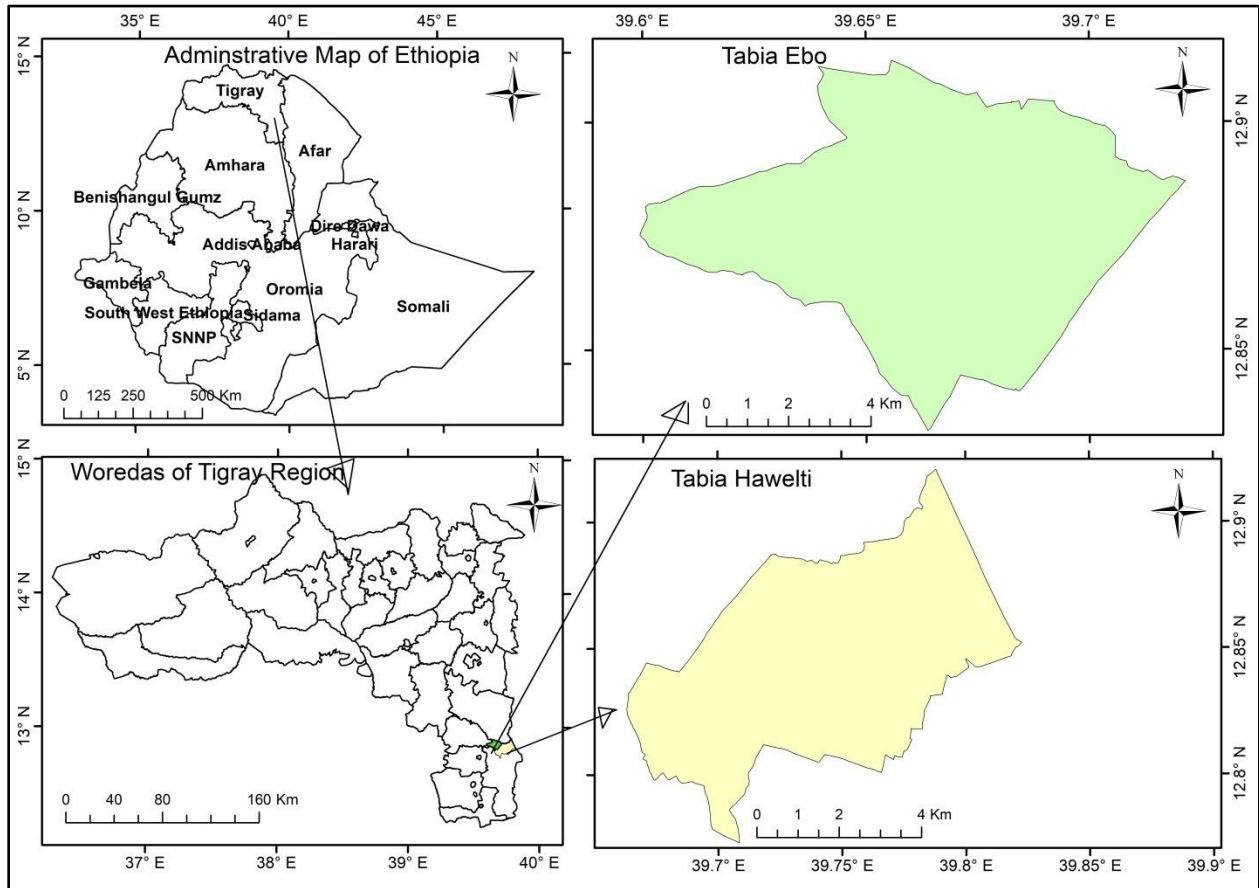 35° E 40° E 45° E
39.6° E 39.65° E 39.7° E
Adminstrative Map of Ethiopia
N
15° N
10° N
5° N
Tigray
Afar
Amhara
Benishangul Gumz
Dire Dawa
Addis Ababa
Harari
Gambela
Oromia
South West Ethiopia
Sidama
Somali
SNNP
0 125 250 500 Km
Tabia Ebo
N
12.9° N
12.85° N
0 1 2 4 Km
Woredas of Tigray Region
N
15° N
14° N
13° N
0 40 80 160 Km
37° E 38° E 39° E 40° E
Tabia Hawelti
N
12.9° N
12.85° N
12.8° N
0 1 2 4 Km
39.7° E 39.75° E 39.8° E 39.85° E 39.9° E